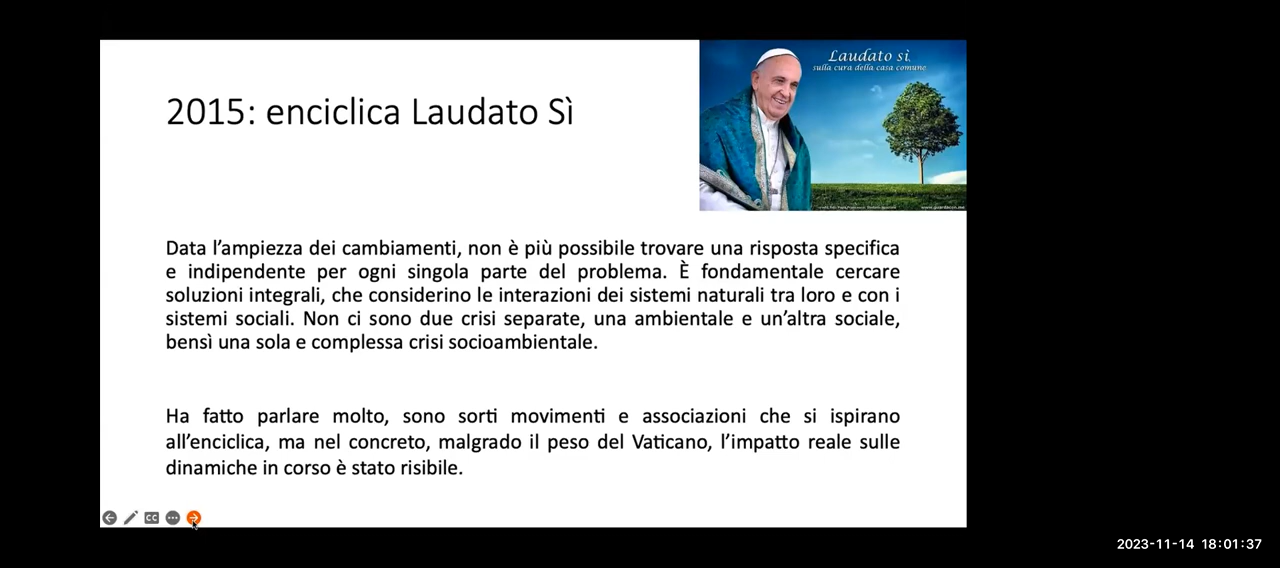 2015: enciclica Laudato Sì
Laudato sì,
sulla cura della casa comune
Data l’ampiezza dei cambiamenti, non è più possibile trovare una risposta specifica
e indipendente per ogni singola parte del problema. È fondamentale cercare
soluzioni integrali, che considerino le interazioni dei sistemi naturali tra loro e con i
sistemi sociali. Non ci sono due crisi separate, una ambientale e un’altra sociale,
bensì una sola e complessa crisi socioambientale.
Ha fatto parlare molto, sono sorti movimenti e associazioni che si ispirano
all’enciclica, ma nel concreto, malgrado il peso del Vaticano, l’impatto reale sulle
dinamiche in corso è stato risibile.
CC
2023-11-14 18:01:37